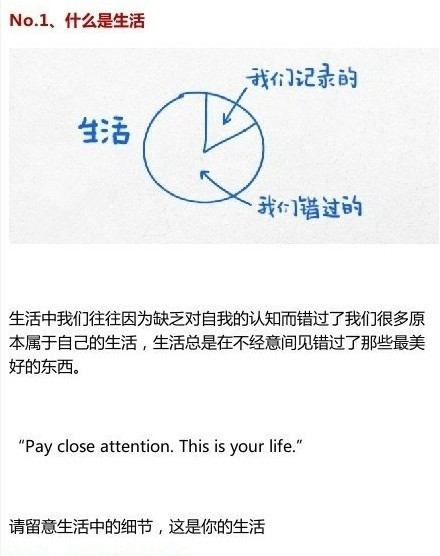 No.1、什么是生活
我们记录的
生活
我们错过的
生活中我们往往因为缺乏对自我的认知而错过了我们很多原
本属于自己的生活，生活总是在不经意间见错过了那些最美
好的东西。
“Pay close attention. This is your life.”
请留意生活中的细节，这是你的生活